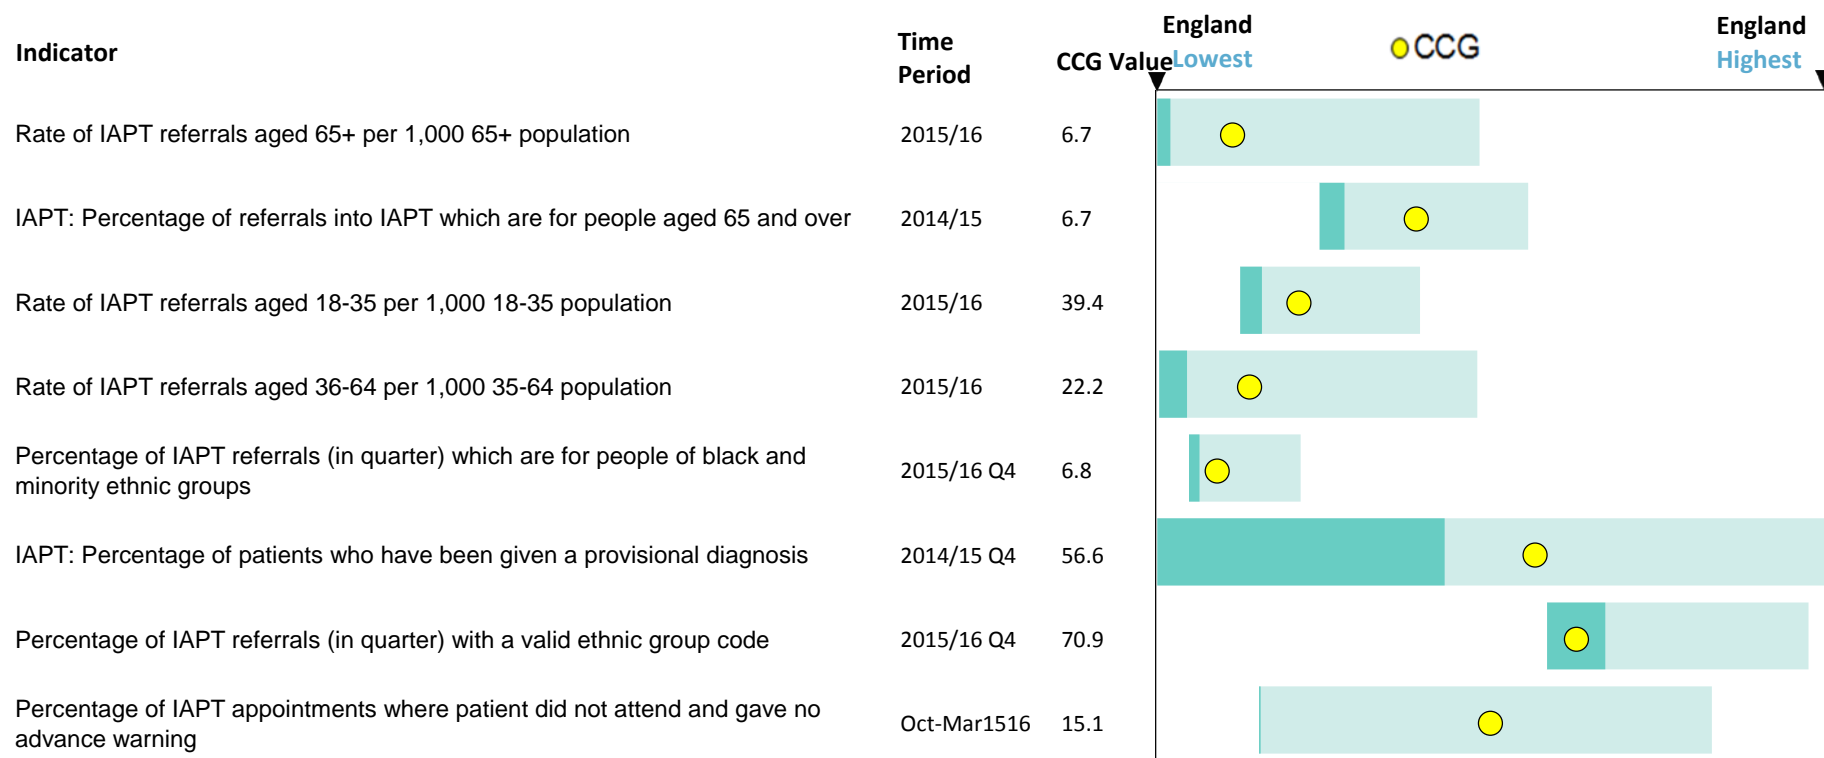 Indicator
Time
Period
CCG Value
England
Lowest
CCG
England
Highest
Rate of IAPT referrals aged 65+ per 1,000 65+ population 2015/16 6.7
IAPT: Percentage of referrals into IAPT which are for people aged 65 and over 2014/15 6.7
Rate of IAPT referrals aged 18-35 per 1,000 18-35 population 2015/16 39.4
Rate of IAPT referrals aged 36-64 per 1,000 35-64 population 2015/16 22.2
Percentage of IAPT referrals (in quarter) which are for people of black and
minority ethnic groups
2015/16 Q4 6.8
IAPT: Percentage of patients who have been given a provisional diagnosis 2014/15 Q4 56.6
Percentage of IAPT referrals (in quarter) with a valid ethnic group code 2015/16 Q4 70.9
Percentage of IAPT appointments where patient did not attend and gave no
advance warning
Oct-Mar1516 15.1